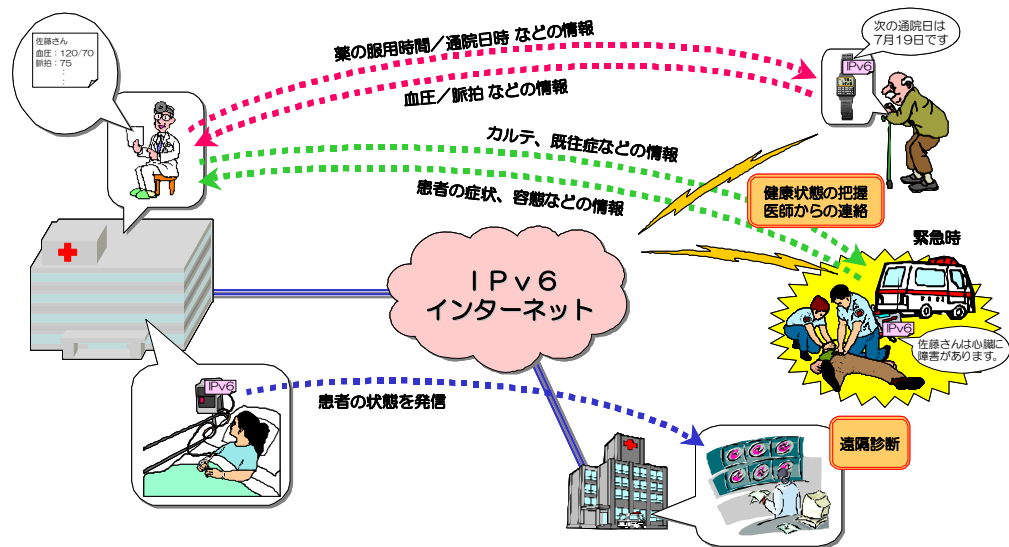 佐藤さん
血圧：120/70
脈拍：75
：
：
薬の服用時間／通院日時 などの情報
血圧／脈拍 などの情報
次の通院日は
7月19日です
IPv6
カルテ、既往症などの情報
患者の症状、容態などの情報
健康状態の把握
医師からの連絡
緊急時
IPv6
佐藤さんは心臓に
障害があります。
ＩＰｖ６
インターネット
IPv6
患者の状態を発信
遠隔診断